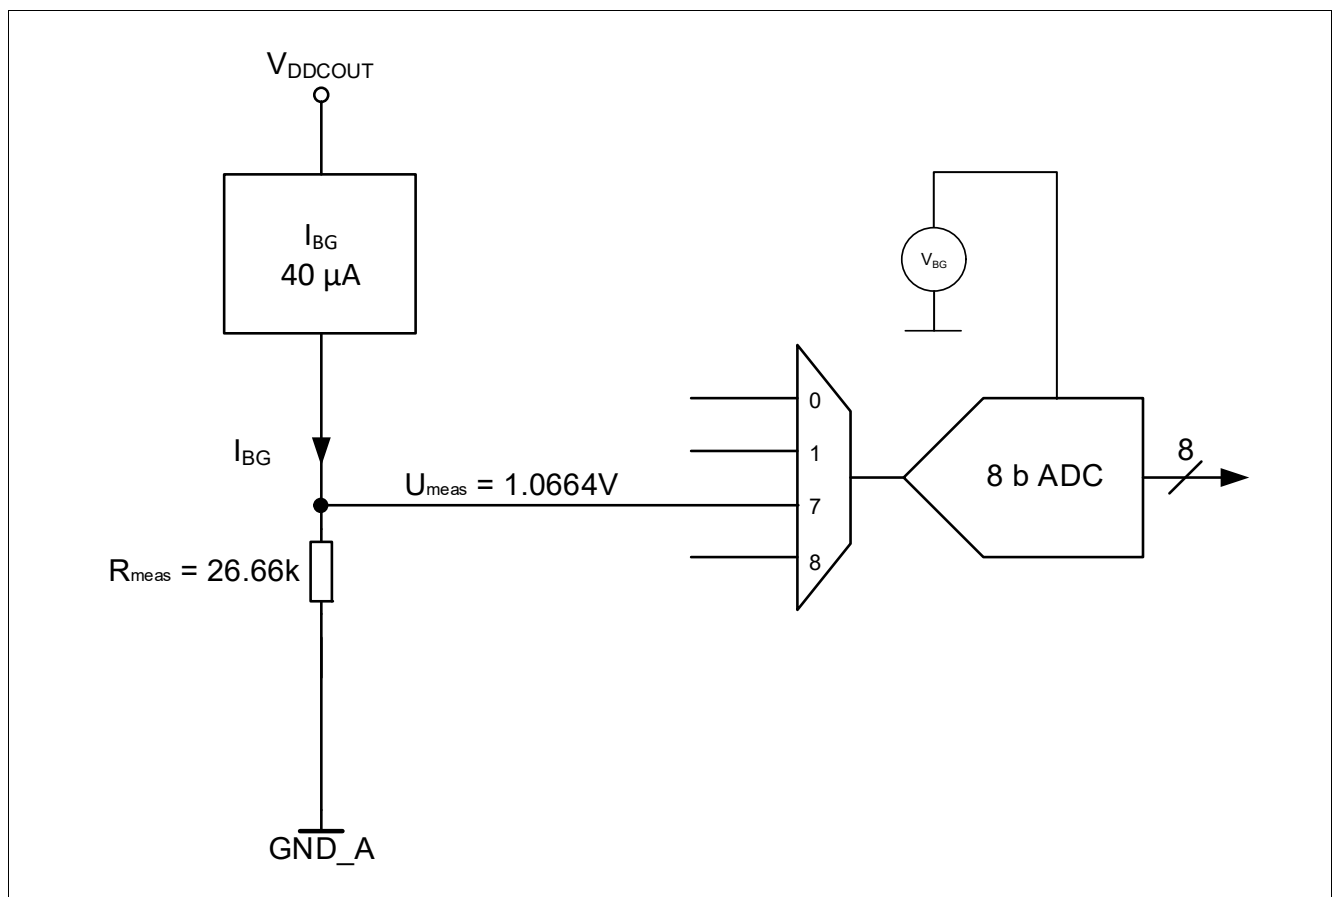 VDDCOUT
IBG
40 µA
VBG
0
IBG
1
8
8 b ADC
Umeas = 1.0664V
7
Rmeas = 26.66k
8
GND_A